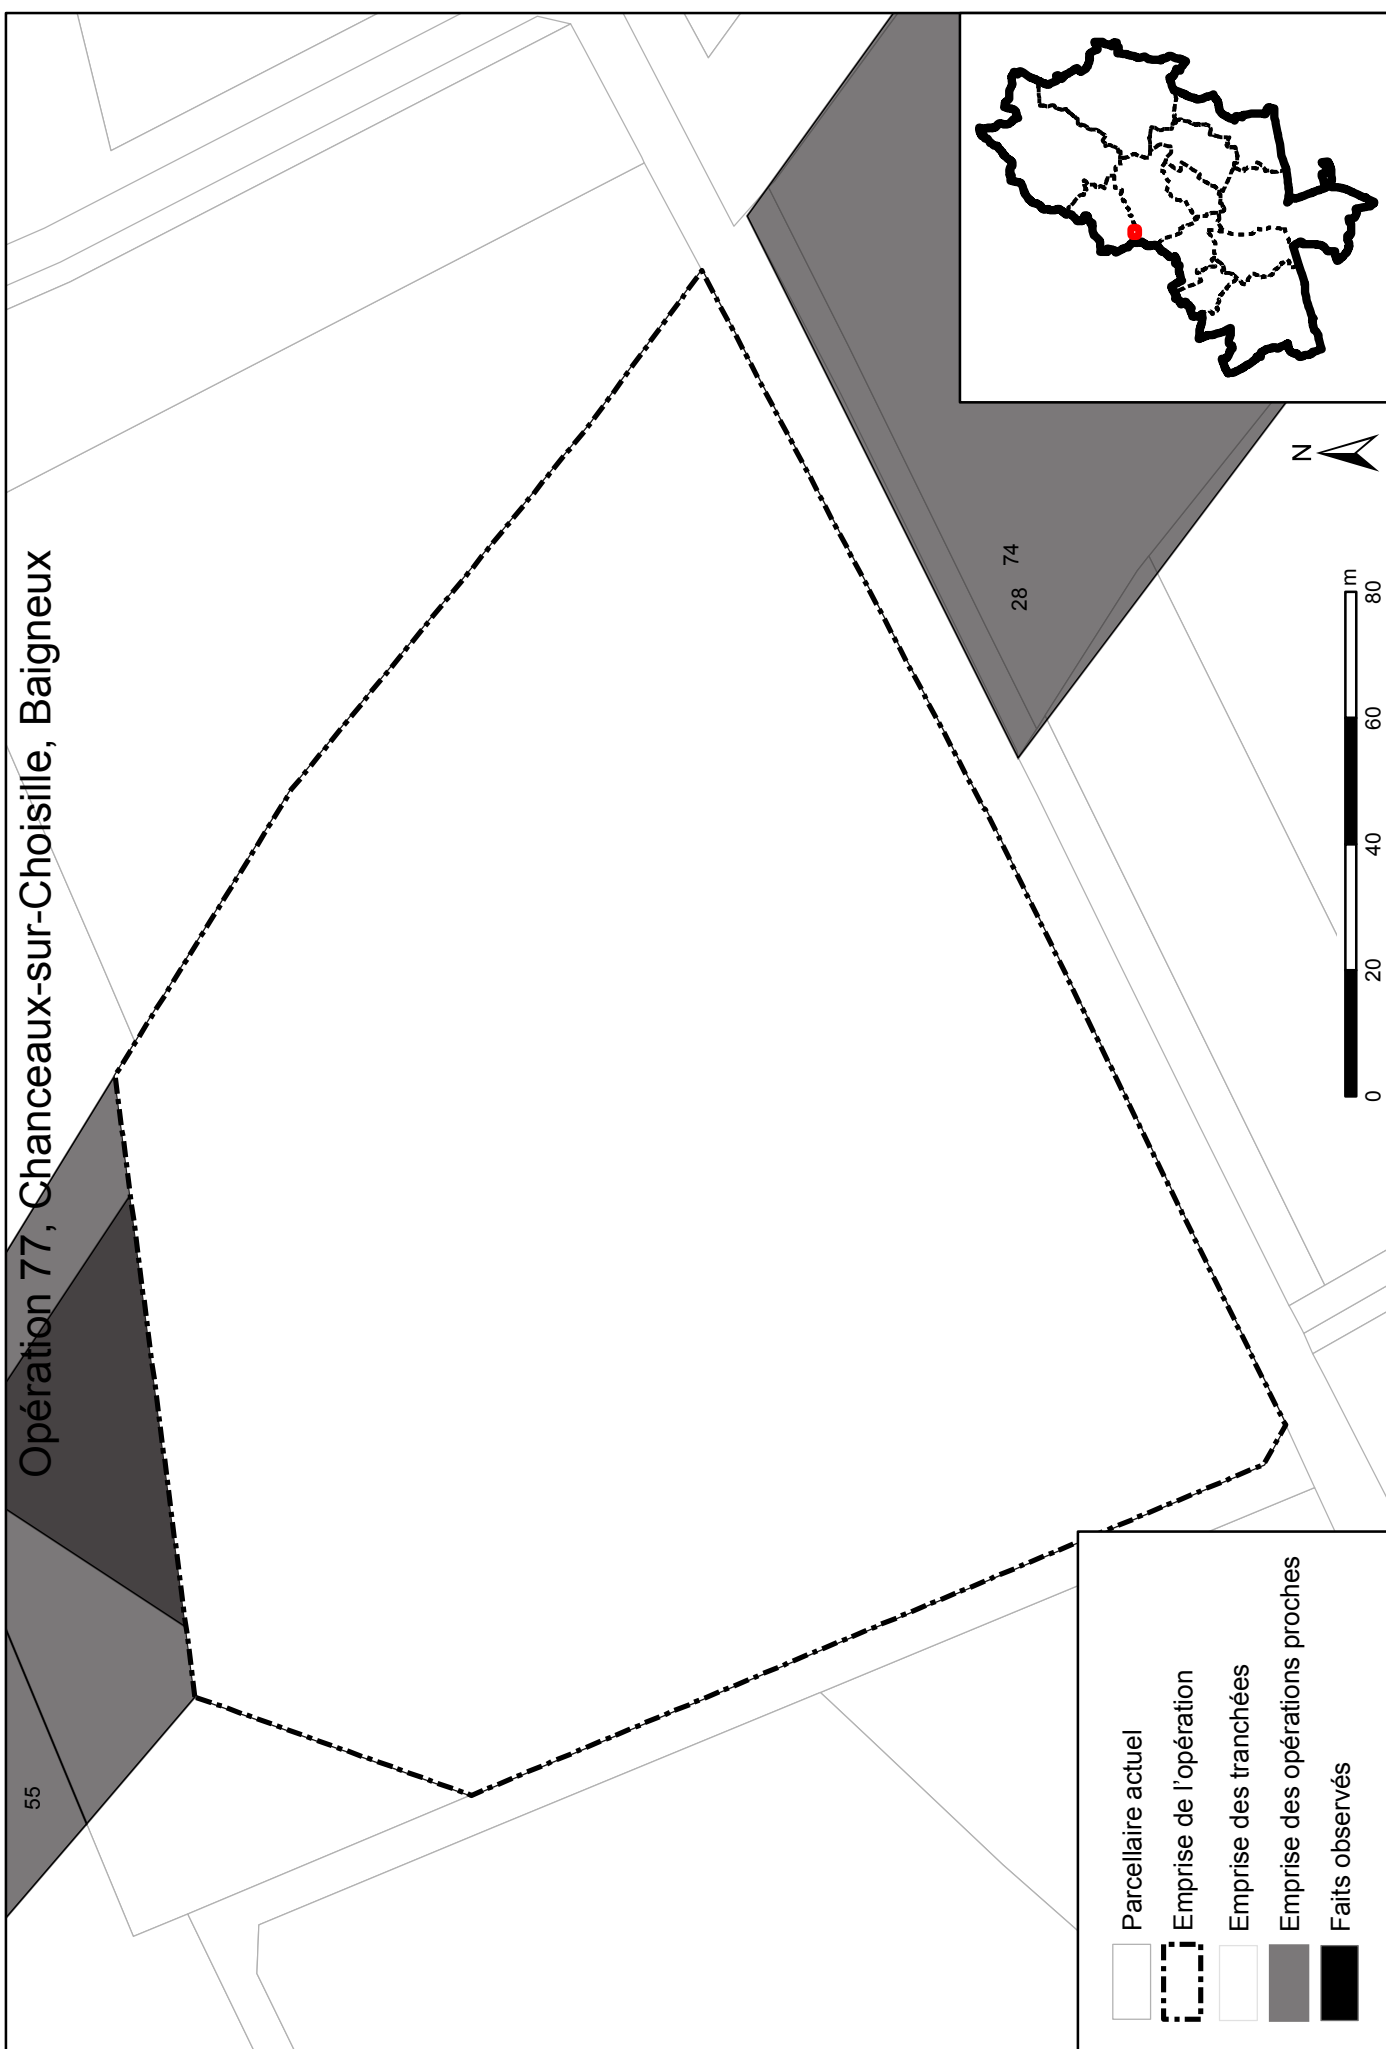 Opération 77, Chanceaux-sur-Choisille, Baigneux
55
28 74
N
m
0 20 40 60 80
Parcellaire actuel
Emprise de l'opération
Emprise des tranchées
Emprise des opérations proches
Faits observés